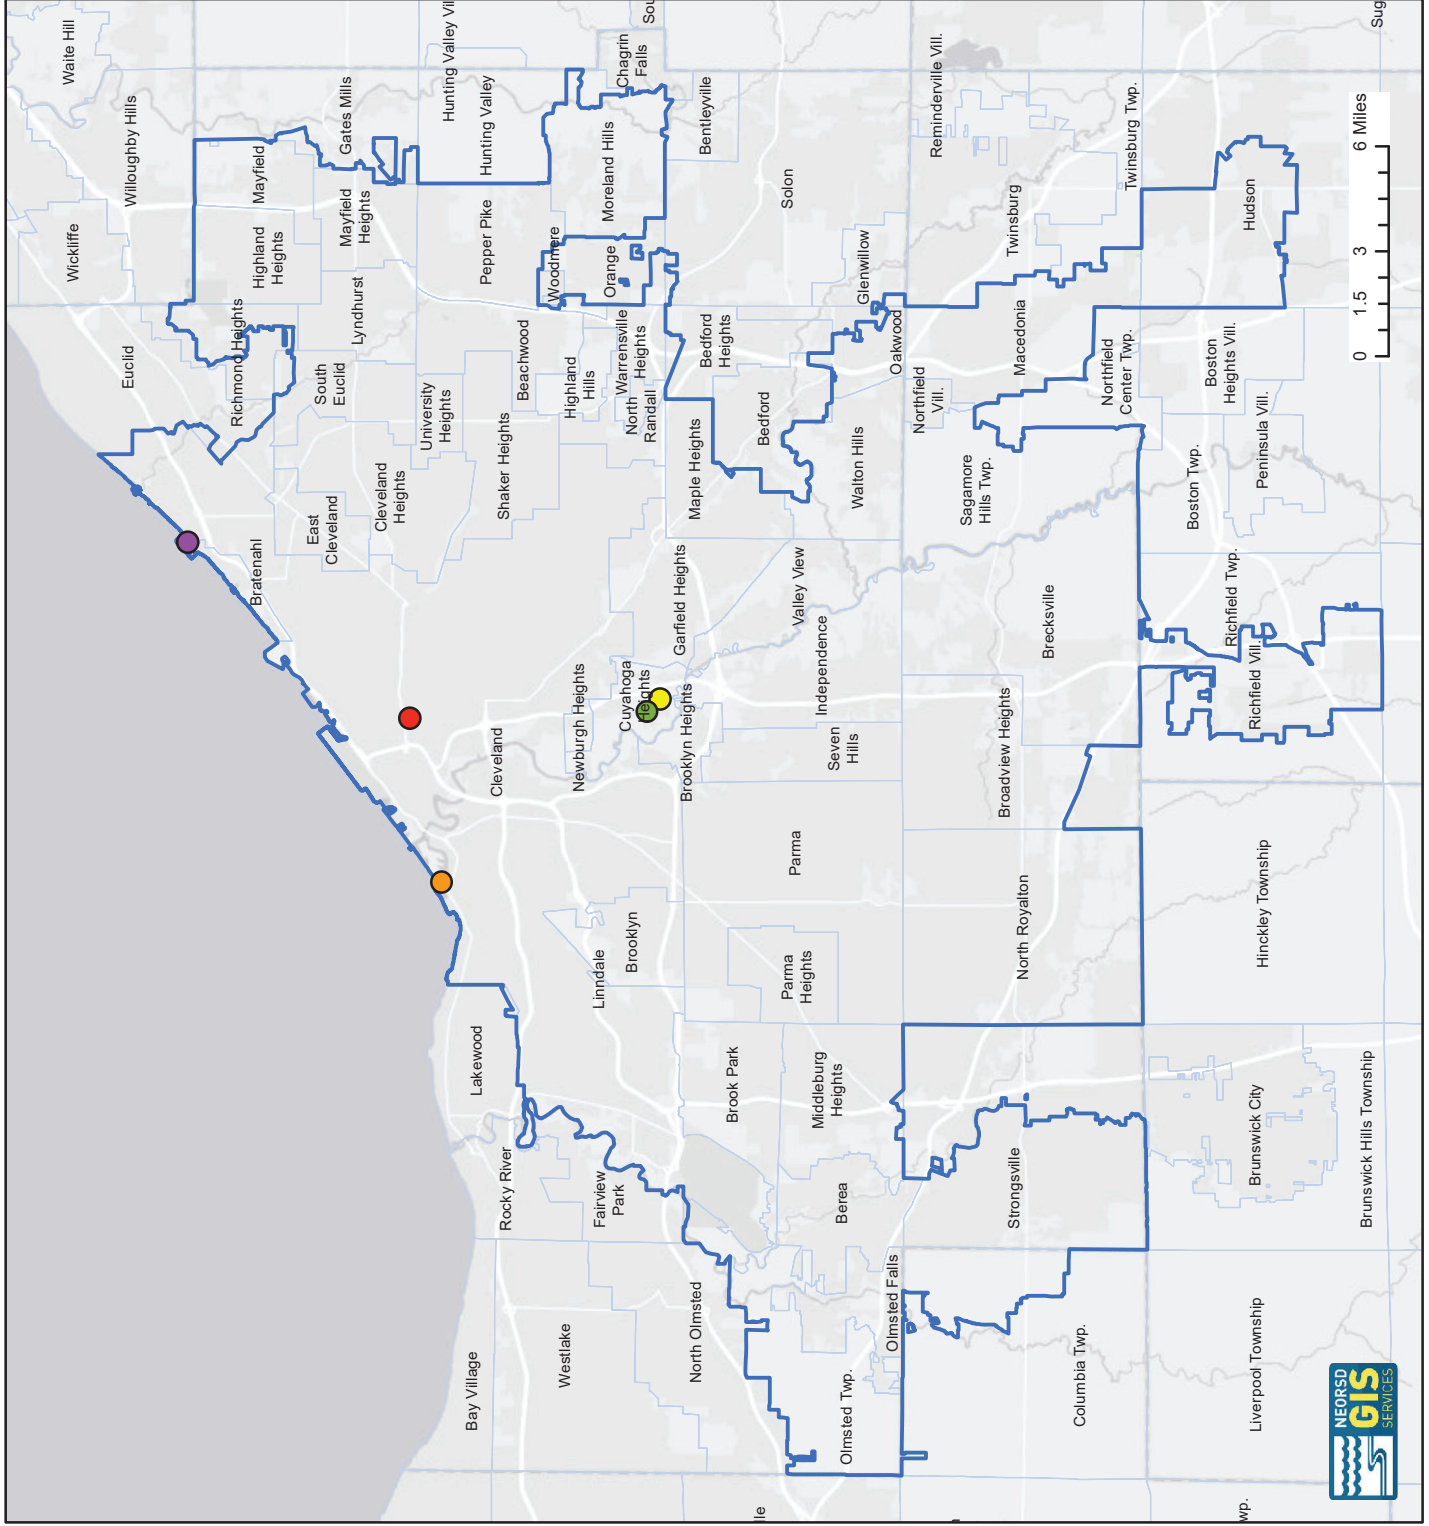 Waite Hill
Willoughby Hills
Wickliffe
Hunting Valley Vil
Sou
Sug
Gates Mills
Mayfield
Hunting Valley
Chagrin
Falls
Bentleyville
Reminderville Vill.
Twinsburg Twp.
Highland
Heights
Mayfield
Heights
Pepper Pike
Moreland Hills
Woodmere
Orange
Solon
Glenwillow
Twinsburg
Hudson
Euclid
Richmond Heights
Lyndhurst
South
Euclid
University
Heights
Beachwood
Highland
Hills
Warrensville
Heights
North
Randall
Bedford
Heights
Bedford
Oakwood
Northfield
Vill.
Macedonia
Northfield
Center Twp.
Boston
Heights Vill.
Peninsula Vill.
Bratenahl
East
Cleveland
Cleveland
Heights
Shaker Heights
Maple Heights
Walton Hills
Sagamore
Hills Twp.
Boston Twp.
Garfield Heights
Valley View
Brecksville
Richfield Twp.
Cleveland
Newburgh Heights
Cuyahoga
Heights
Brooklyn Heights
Independence
Seven
Hills
Broadview Heights
Richfield Vill.
Linndale
Brooklyn
Parma
Parma
Heights
North Royalton
Hinckley Township
Lakewood
Brook Park
Middleburg
Heights
Brunswick City
Brunswick Hills Township
Rocky River
Fairview
Park
Berea
Strongsville
Bay Village
Westlake
North Olmsted
Olmsted Falls
Olmsted Twp.
Columbia Twp.
Liverpool Township
lle
wp.
0 1.5 3 6 Miles
NEORSD
GIS
SERVICES